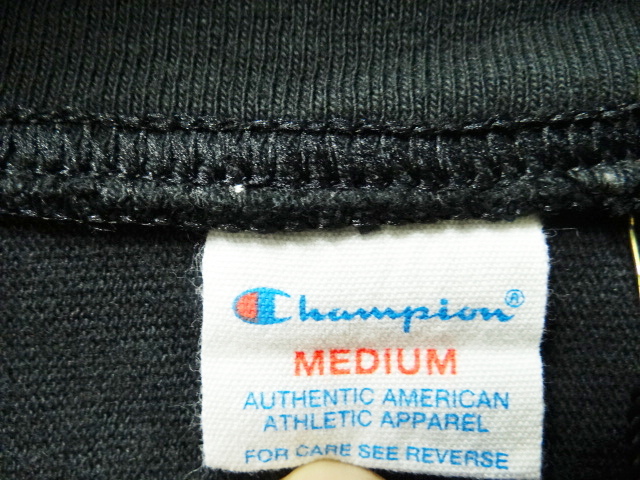 Champion®
MEDIUM
AUTHENTIC AMERICAN
ATHLETIC APPAREL
FOR CARE SEE REVERSE